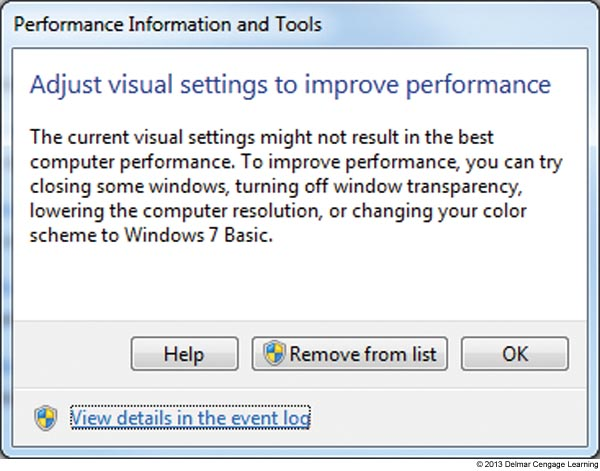 Performance Information and Tools
Adjust visual settings to improve performance
The current visual settings might not result in the best
computer performance. To improve performance, you can try
closing some windows, turning off window transparency,
lowering the computer resolution, or changing your color
scheme to Windows 7 Basic.
Help
Remove from list
OK
View details in the event log
© 2013 Delmar Cengage Learning